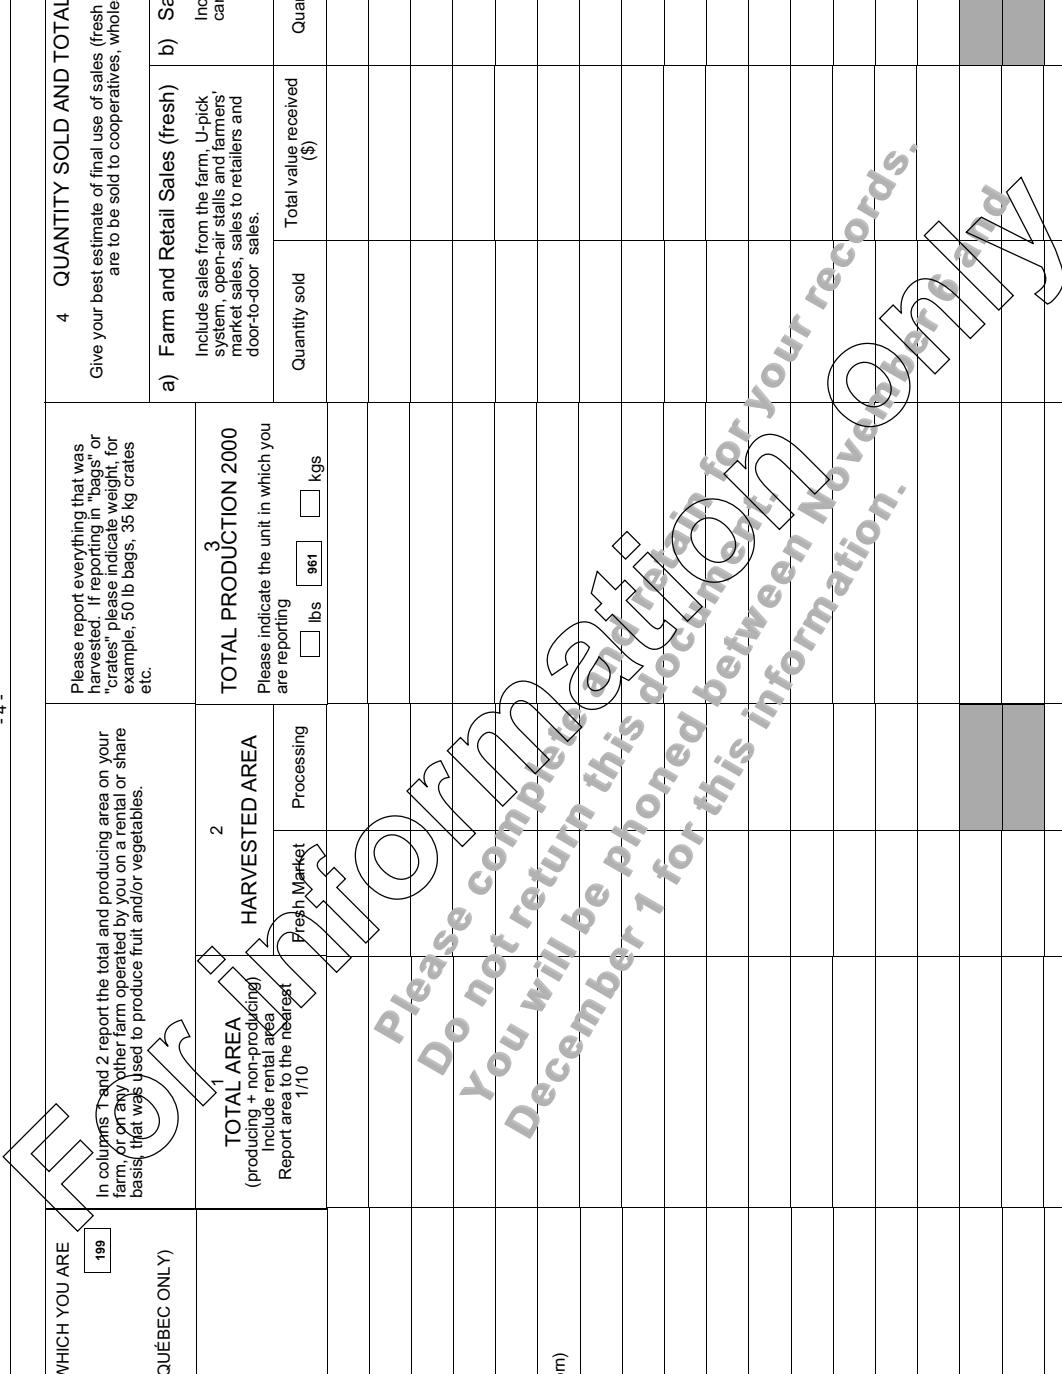 - 4 -
WHICH YOU ARE
199
QUÉBEC ONLY)
om)
In columns 1 and 2 report the total and producing area on your
farm, or on any other farm operated by you on a rental or share
basis, that was used to produce fruit and/or vegetables.
1
TOTAL AREA
(producing + non-producing)
Include rental area
Report area to the nearest
1/10
2
HARVESTED AREA
Fresh Market
Processing
Please report everything that was
harvested. If reporting in "bags" or
"crates" please indicate weight, for
example, 50 lb bags, 35 kg crates
etc.
3
TOTAL PRODUCTION 2000
Please indicate the unit in which you
are reporting
lbs
961
kgs
4 QUANTITY SOLD AND TOTAL
Give your best estimate of final use of sales (fresh
are to be sold to cooperatives, whole
a) Farm and Retail Sales (fresh)
Include sales from the farm, U-pick
system, open-air stalls and farmers'
market sales, sales to retailers and
door-to-door sales.
Quantity sold
Total value received
($)
b) Sa
Inc
can
Quan
For information only
Please complete and retain for your records.
Do not return this document.
You will be phoned between November 6 and
December 1 for this information.